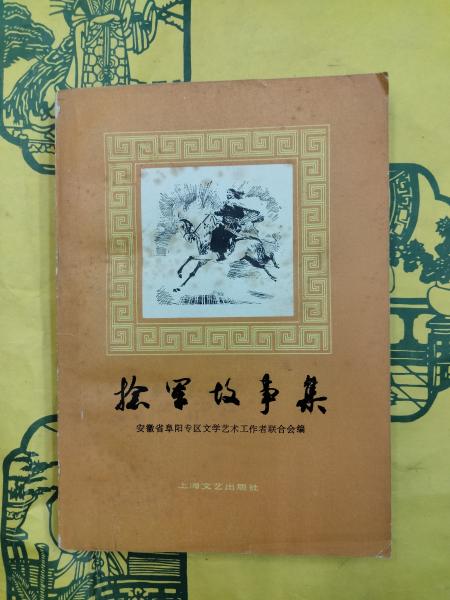 捻军故事集
安徽省阜阳专区文学艺术工作者联合会编
上海文艺出版社